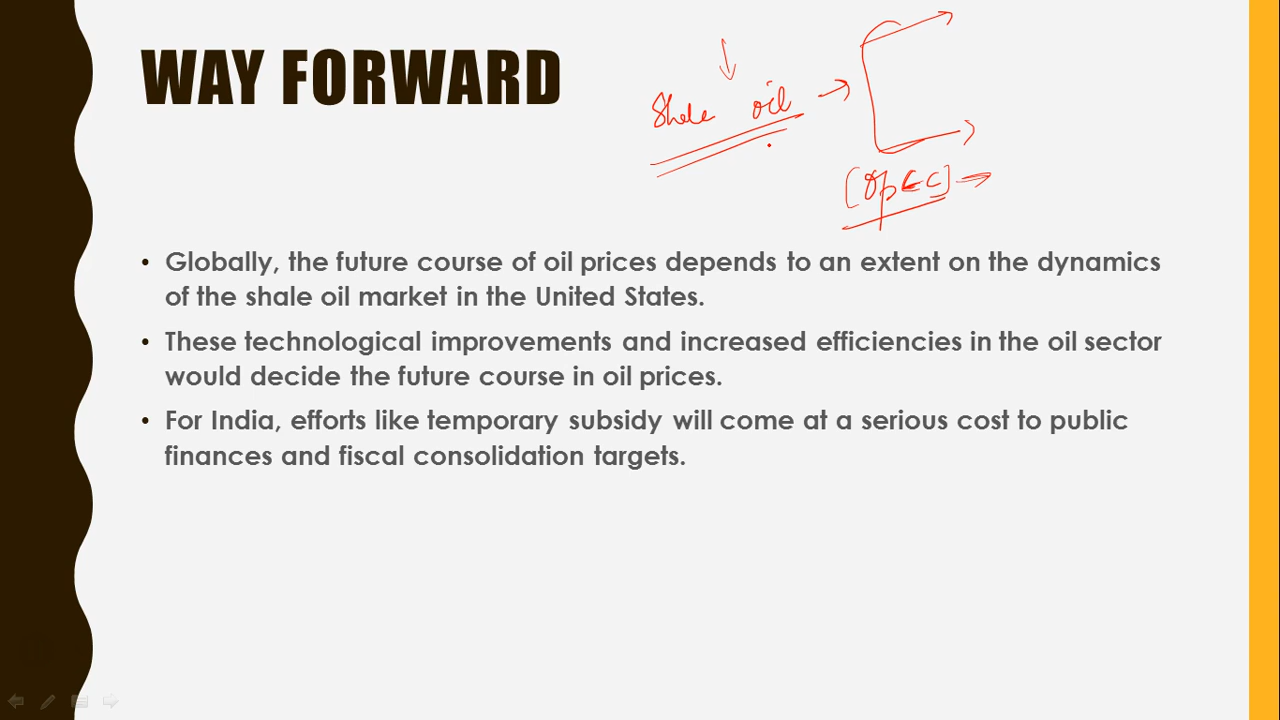 WAY FORWARD
Shale oil
[OpEC]
• Globally, the future course of oil prices depends to an extent on the dynamics
of the shale oil market in the United States.
• These technological improvements and increased efficiencies in the oil sector
would decide the future course in oil prices.
• For India, efforts like temporary subsidy will come at a serious cost to public
finances and fiscal consolidation targets.